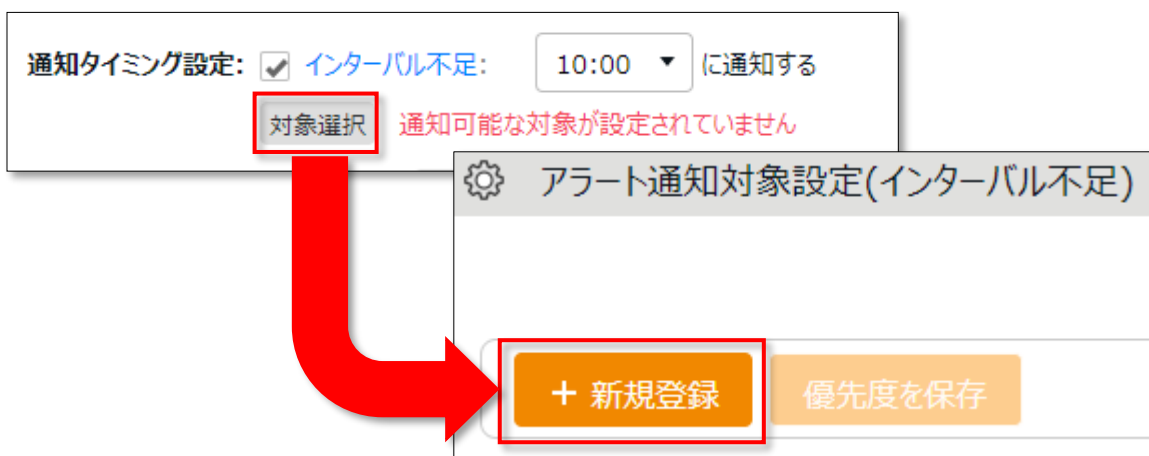 通知タイミング設定: インターバル不足: 10:00 に通知する
対象選択 通知可能な対象が設定されていません
アラート通知対象設定(インターバル不足)
+ 新規登録 優先度を保存